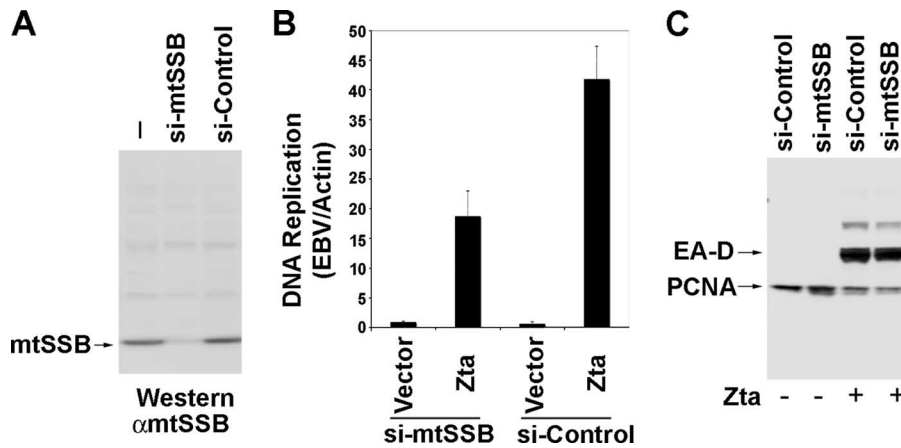 A
–
si-mtSSB
si-Control
mtSSB
Western
αmtSSB
B
DNA Replication
(EBV/Actin)
50
45
40
35
30
25
20
15
10
5
0
Vector
Zta
Vector
Zta
si-mtSSB
si-Control
C
si-Control
si-mtSSB
si-Control
si-mtSSB
EA-D
PCNA
Zta - - + +